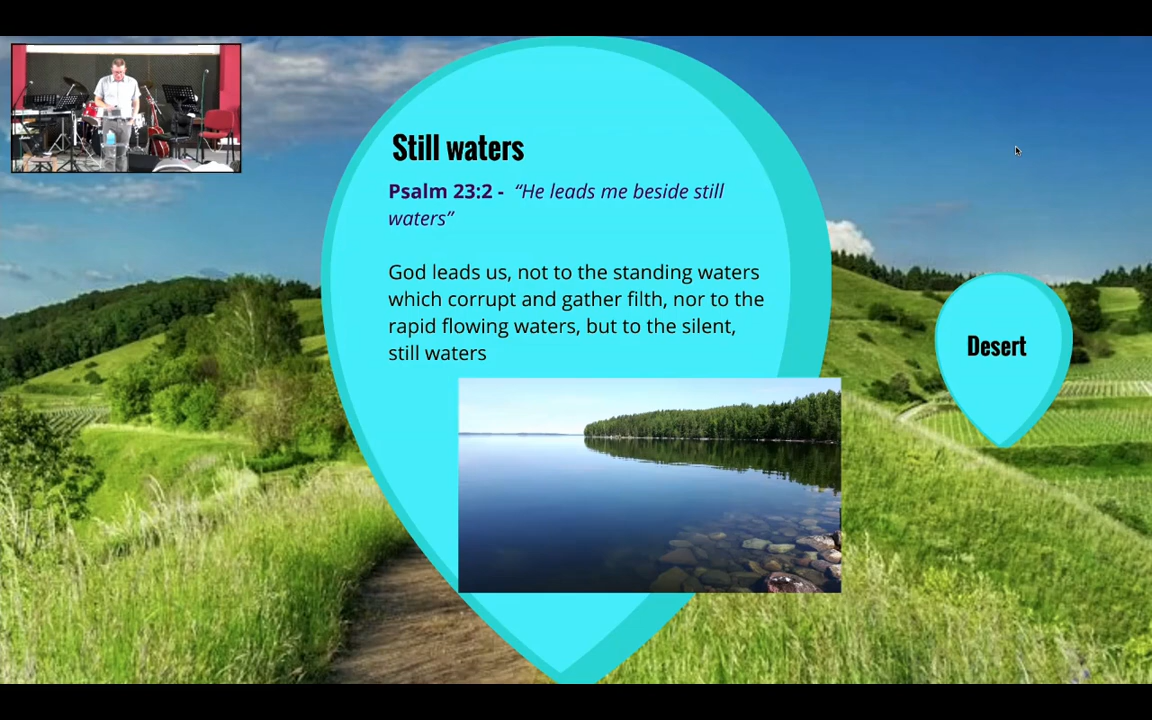 Still waters
Psalm 23:2 - “He leads me beside still
waters”
God leads us, not to the standing waters
which corrupt and gather filth, nor to the
rapid flowing waters, but to the silent,
still waters
Desert